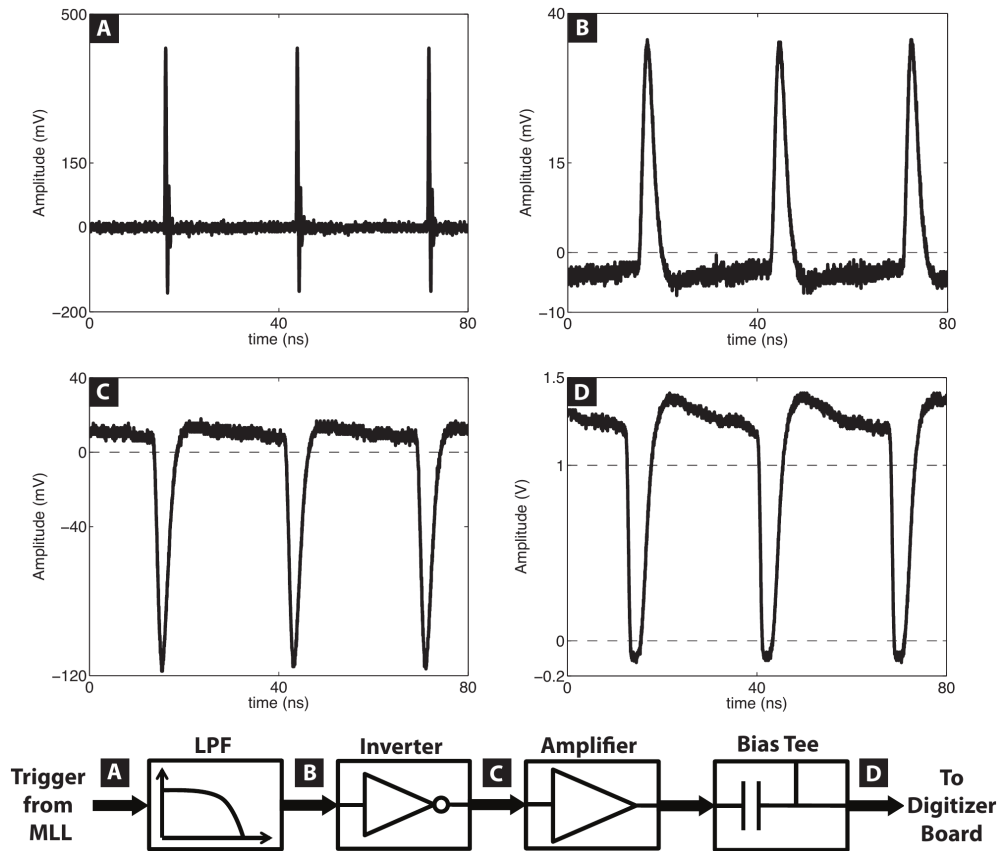 A
500
150
0
−200
Amplitude (mV)
0
40
80
time (ns)
B
40
15
0
−10
Amplitude (mV)
0
40
80
time (ns)
C
40
0
−40
−120
Amplitude (mV)
0
40
80
time (ns)
D
1.5
1
0
−0.2
Amplitude (V)
0
40
80
time (ns)
Trigger
from
MLL
A
LPF
B
Inverter
C
Amplifier
Bias Tee
D
To
Digitizer
Board